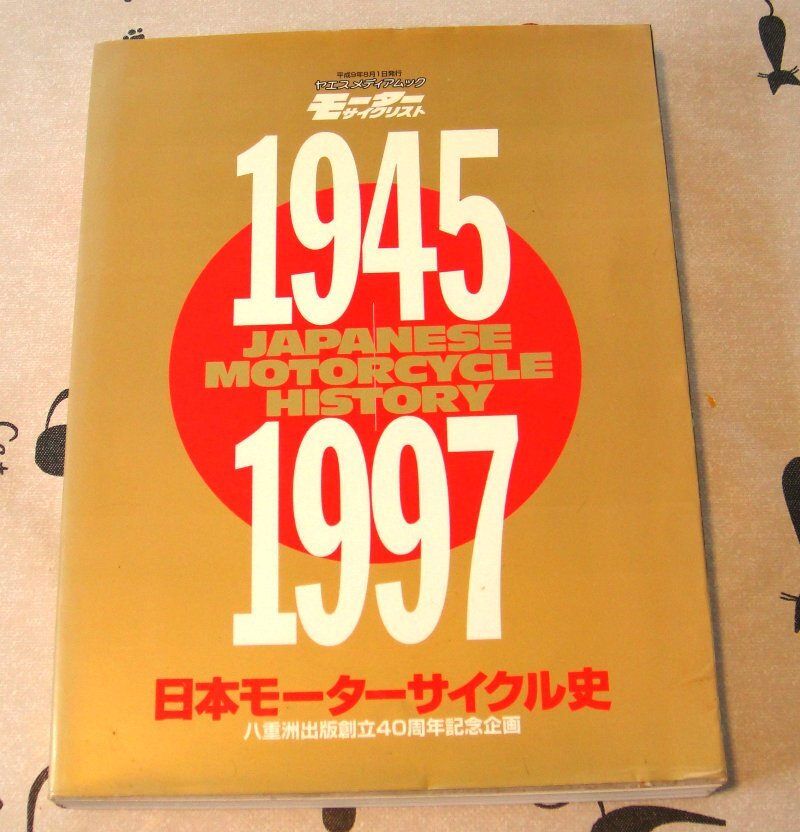 平成9年8月1日発行
ヤエスメディアムック
モーター
サイクリスト
1945
JAPANESE
MOTORCYCLE
HISTORY
1997
日本モーターサイクル史
八重洲出版創立40周年記念企画
Cat